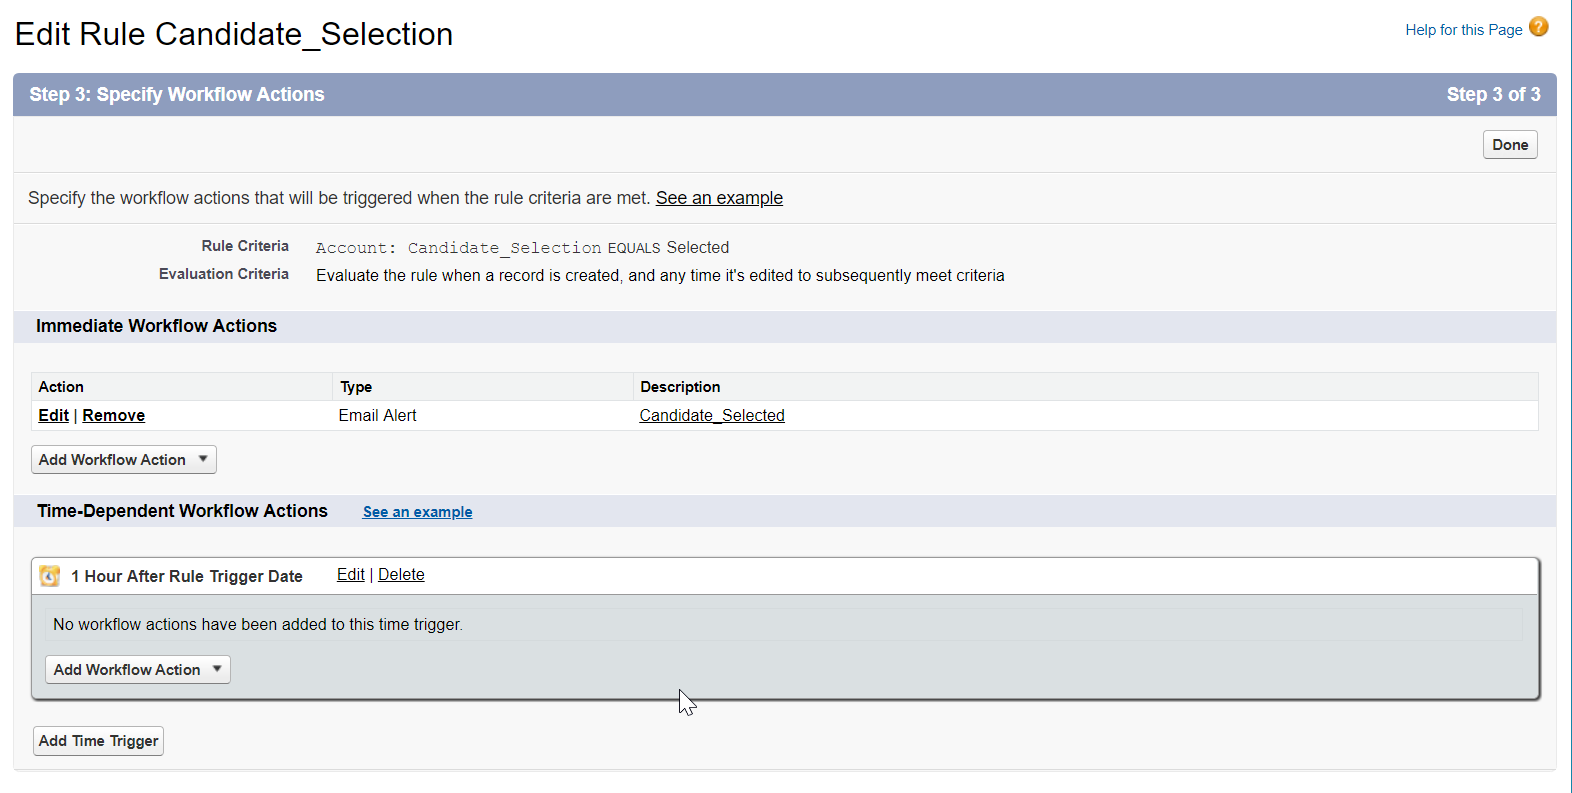 Edit Rule Candidate_Selection
Help for this Page ?
Step 3: Specify Workflow Actions
Step 3 of 3
Done
Specify the workflow actions that will be triggered when the rule criteria are met. See an example
Rule Criteria Account: Candidate_Selection EQUALS Selected
Evaluation Criteria Evaluate the rule when a record is created, and any time it's edited to subsequently meet criteria
Immediate Workflow Actions
Action Type Description
Edit | Remove Email Alert Candidate_Selected
Add Workflow Action
Time-Dependent Workflow Actions See an example
1 Hour After Rule Trigger Date Edit | Delete
No workflow actions have been added to this time trigger.
Add Workflow Action
Add Time Trigger